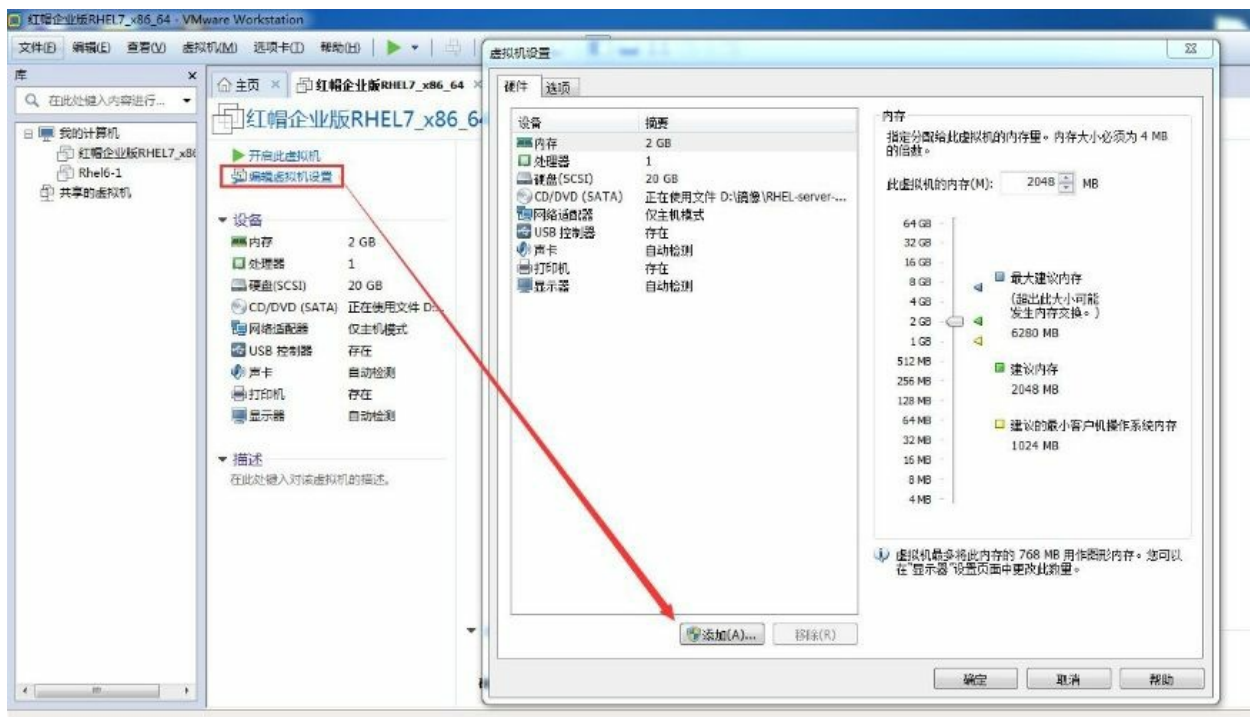 红帽企业版RHEL7_x86_64 - VMware Workstation
文件(F) 编辑(E) 查看(V) 虚拟机(M) 选项卡(T) 帮助(H)
库 ×
在此处键入内容进行...
我的计算机
红帽企业版RHEL7_x86
Rhel6-1
共享的虚拟机
主页 × 红帽企业版RHEL7_x86_64 ×
红帽企业版RHEL7_x86_64
开启此虚拟机
编辑虚拟机设置
设备
内存 2 GB
处理器 1
硬盘(SCSI) 20 GB
CD/DVD (SATA) 正在使用文件 D:...
网络适配器 仅主机模式
USB 控制器 存在
声卡 自动检测
打印机 存在
显示器 自动检测
描述
在此处键入对该虚拟机的描述。
虚拟机设置
硬件 选项
设备 摘要
内存 2 GB
处理器 1
硬盘(SCSI) 20 GB
CD/DVD (SATA) 正在使用文件 D:\镜像\RHEL-server-...
网络适配器 仅主机模式
USB 控制器 存在
声卡 自动检测
打印机 存在
显示器 自动检测
添加(A)... 移除(R)
内存
指定分配给此虚拟机的内存量。内存大小必须为 4 MB
的倍数。
此虚拟机的内存(M): 2048 MB
64 GB
32 GB
16 GB
8 GB
4 GB
2 GB
1 GB
512 MB
256 MB
128 MB
64 MB
32 MB
16 MB
8 MB
4 MB
最大建议内存
(超出此大小可能
发生内存交换。)
6280 MB
建议内存
2048 MB
建议的最小客户机操作系统内存
1024 MB
虚拟机最多将此内存的 768 MB 用作图形内存。您可以
在"显示器"设置页面中更改此数量。
确定 取消 帮助